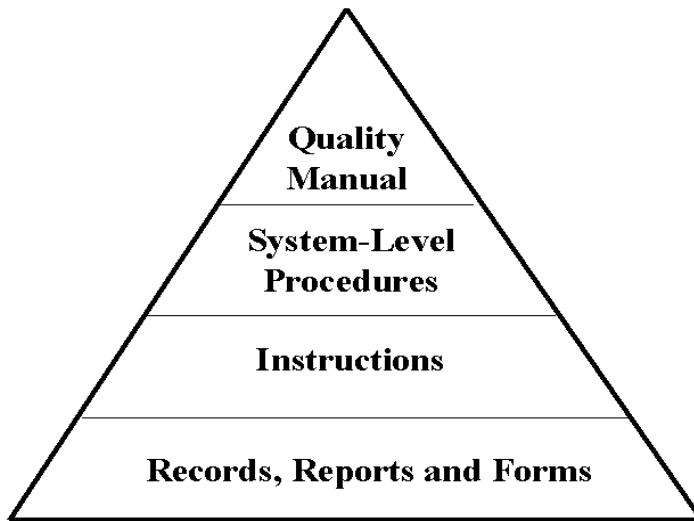 Quality
Manual
System-Level
Procedures
Instructions
Records, Reports and Forms